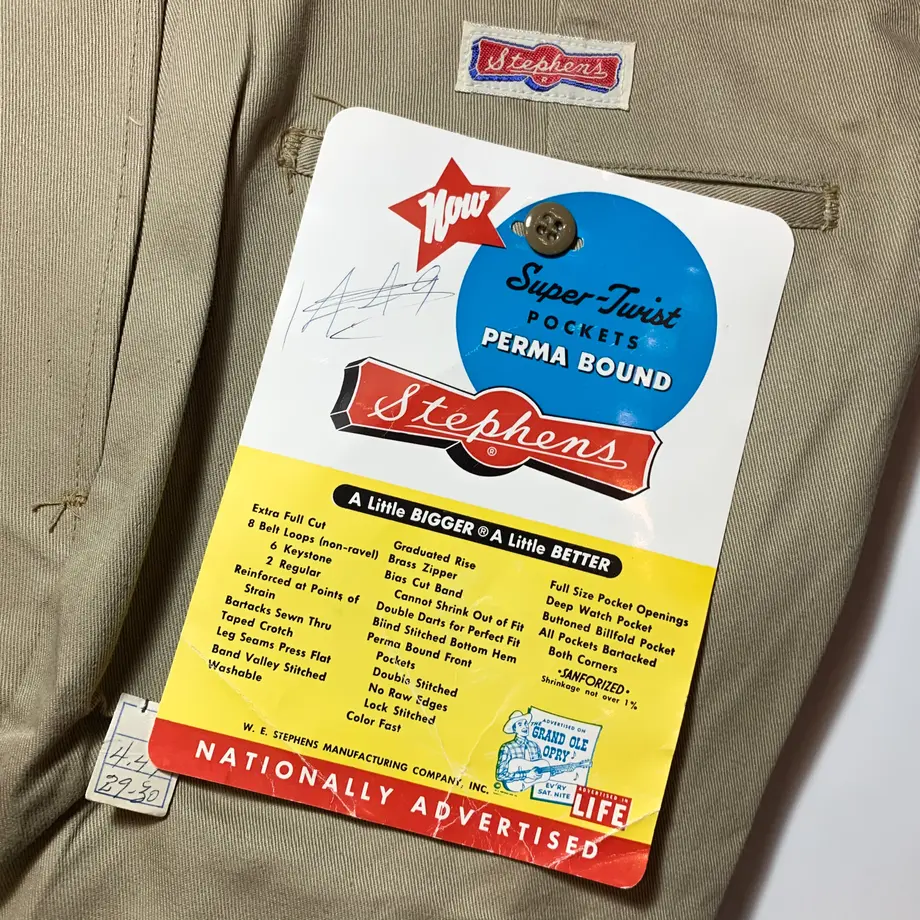 Stephens
®
Now
Super-Twist
POCKETS
PERMA BOUND
Stephens
®
A Little BIGGER ® A Little BETTER
Extra Full Cut
8 Belt Loops (non-ravel)
6 Keystone
2 Regular
Reinforced at Points of
Strain
Bartacks Sewn Thru
Taped Crotch
Leg Seams Press Flat
Band Valley Stitched
Washable
Graduated Rise
Brass Zipper
Bias Cut Band
Cannot Shrink Out of Fit
Double Darts for Perfect Fit
Blind Stitched Bottom Hem
Perma Bound Front
Pockets
Double Stitched
No Raw Edges
Lock Stitched
Color Fast
Full Size Pocket Openings
Deep Watch Pocket
Buttoned Billfold Pocket
All Pockets Bartacked
Both Corners
"SANFORIZED"
Shrinkage not over 1%
W. E. STEPHENS MANUFACTURING COMPANY, INC.
ADVERTISED ON
THE
GRAND OLE
OPRY
EV'RY
SAT. NITE
ADVERTISED IN
LIFE
NATIONALLY ADVERTISED
29-30